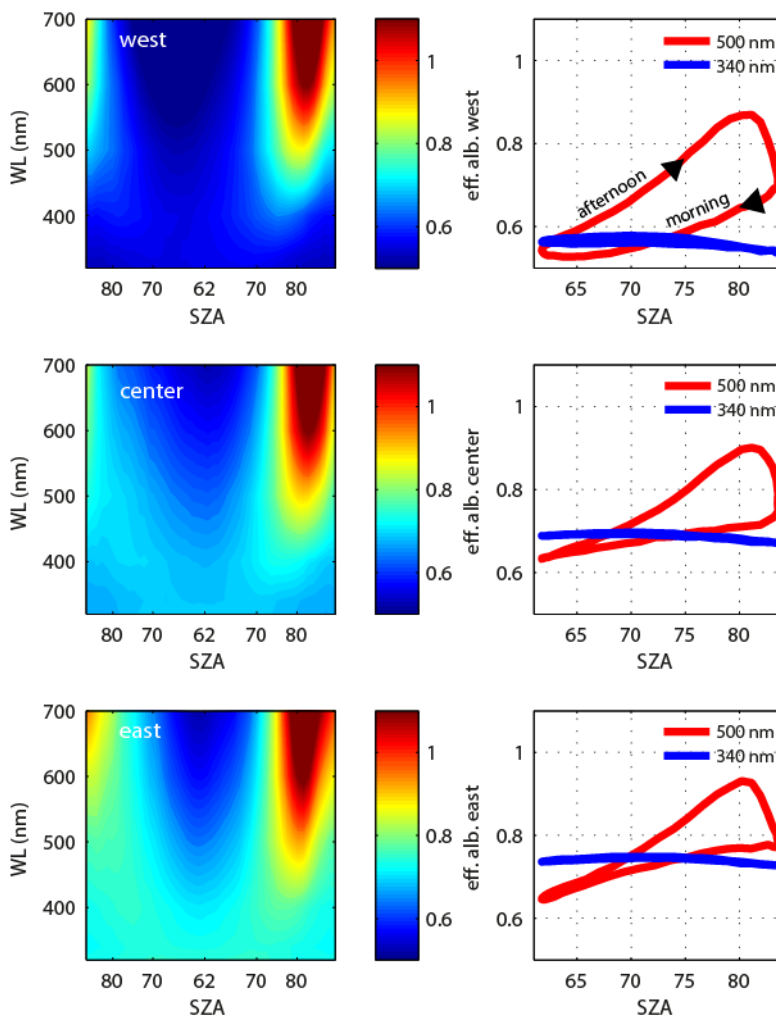 west
WL (nm)
700
600
500
400
80 70 62 70 80
SZA
1
0.8
0.6
eff. alb. west
1
0.8
0.6
500 nm
340 nm
afternoon
morning
65 70 75 80
SZA
center
WL (nm)
700
600
500
400
80 70 62 70 80
SZA
1
0.8
0.6
eff. alb. center
1
0.8
0.6
500 nm
340 nm
65 70 75 80
SZA
east
WL (nm)
700
600
500
400
80 70 62 70 80
SZA
1
0.8
0.6
eff. alb. east
1
0.8
0.6
500 nm
340 nm
65 70 75 80
SZA